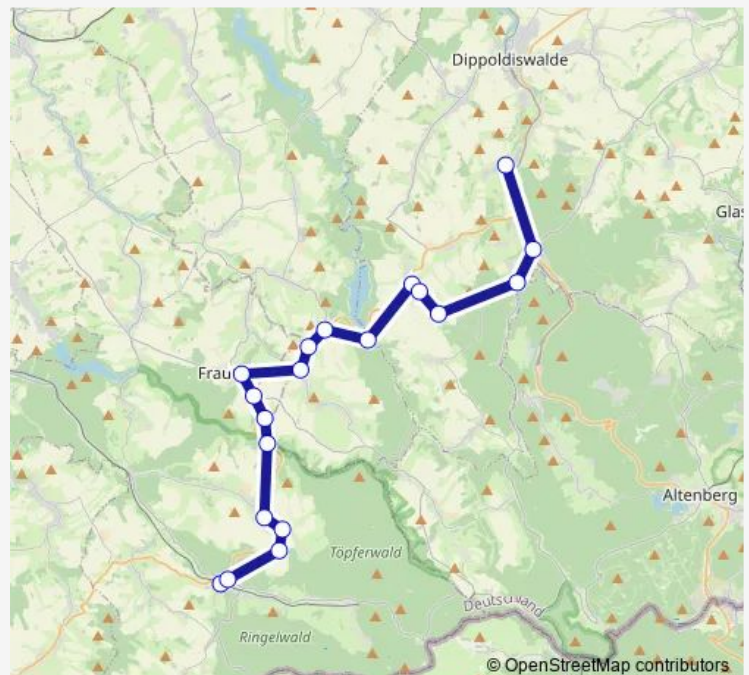 Dippoldiswalde
Glas
Frau
Altenberg
Töpferwald
Deutschland
Ringelwald
© OpenStreetMap contributors